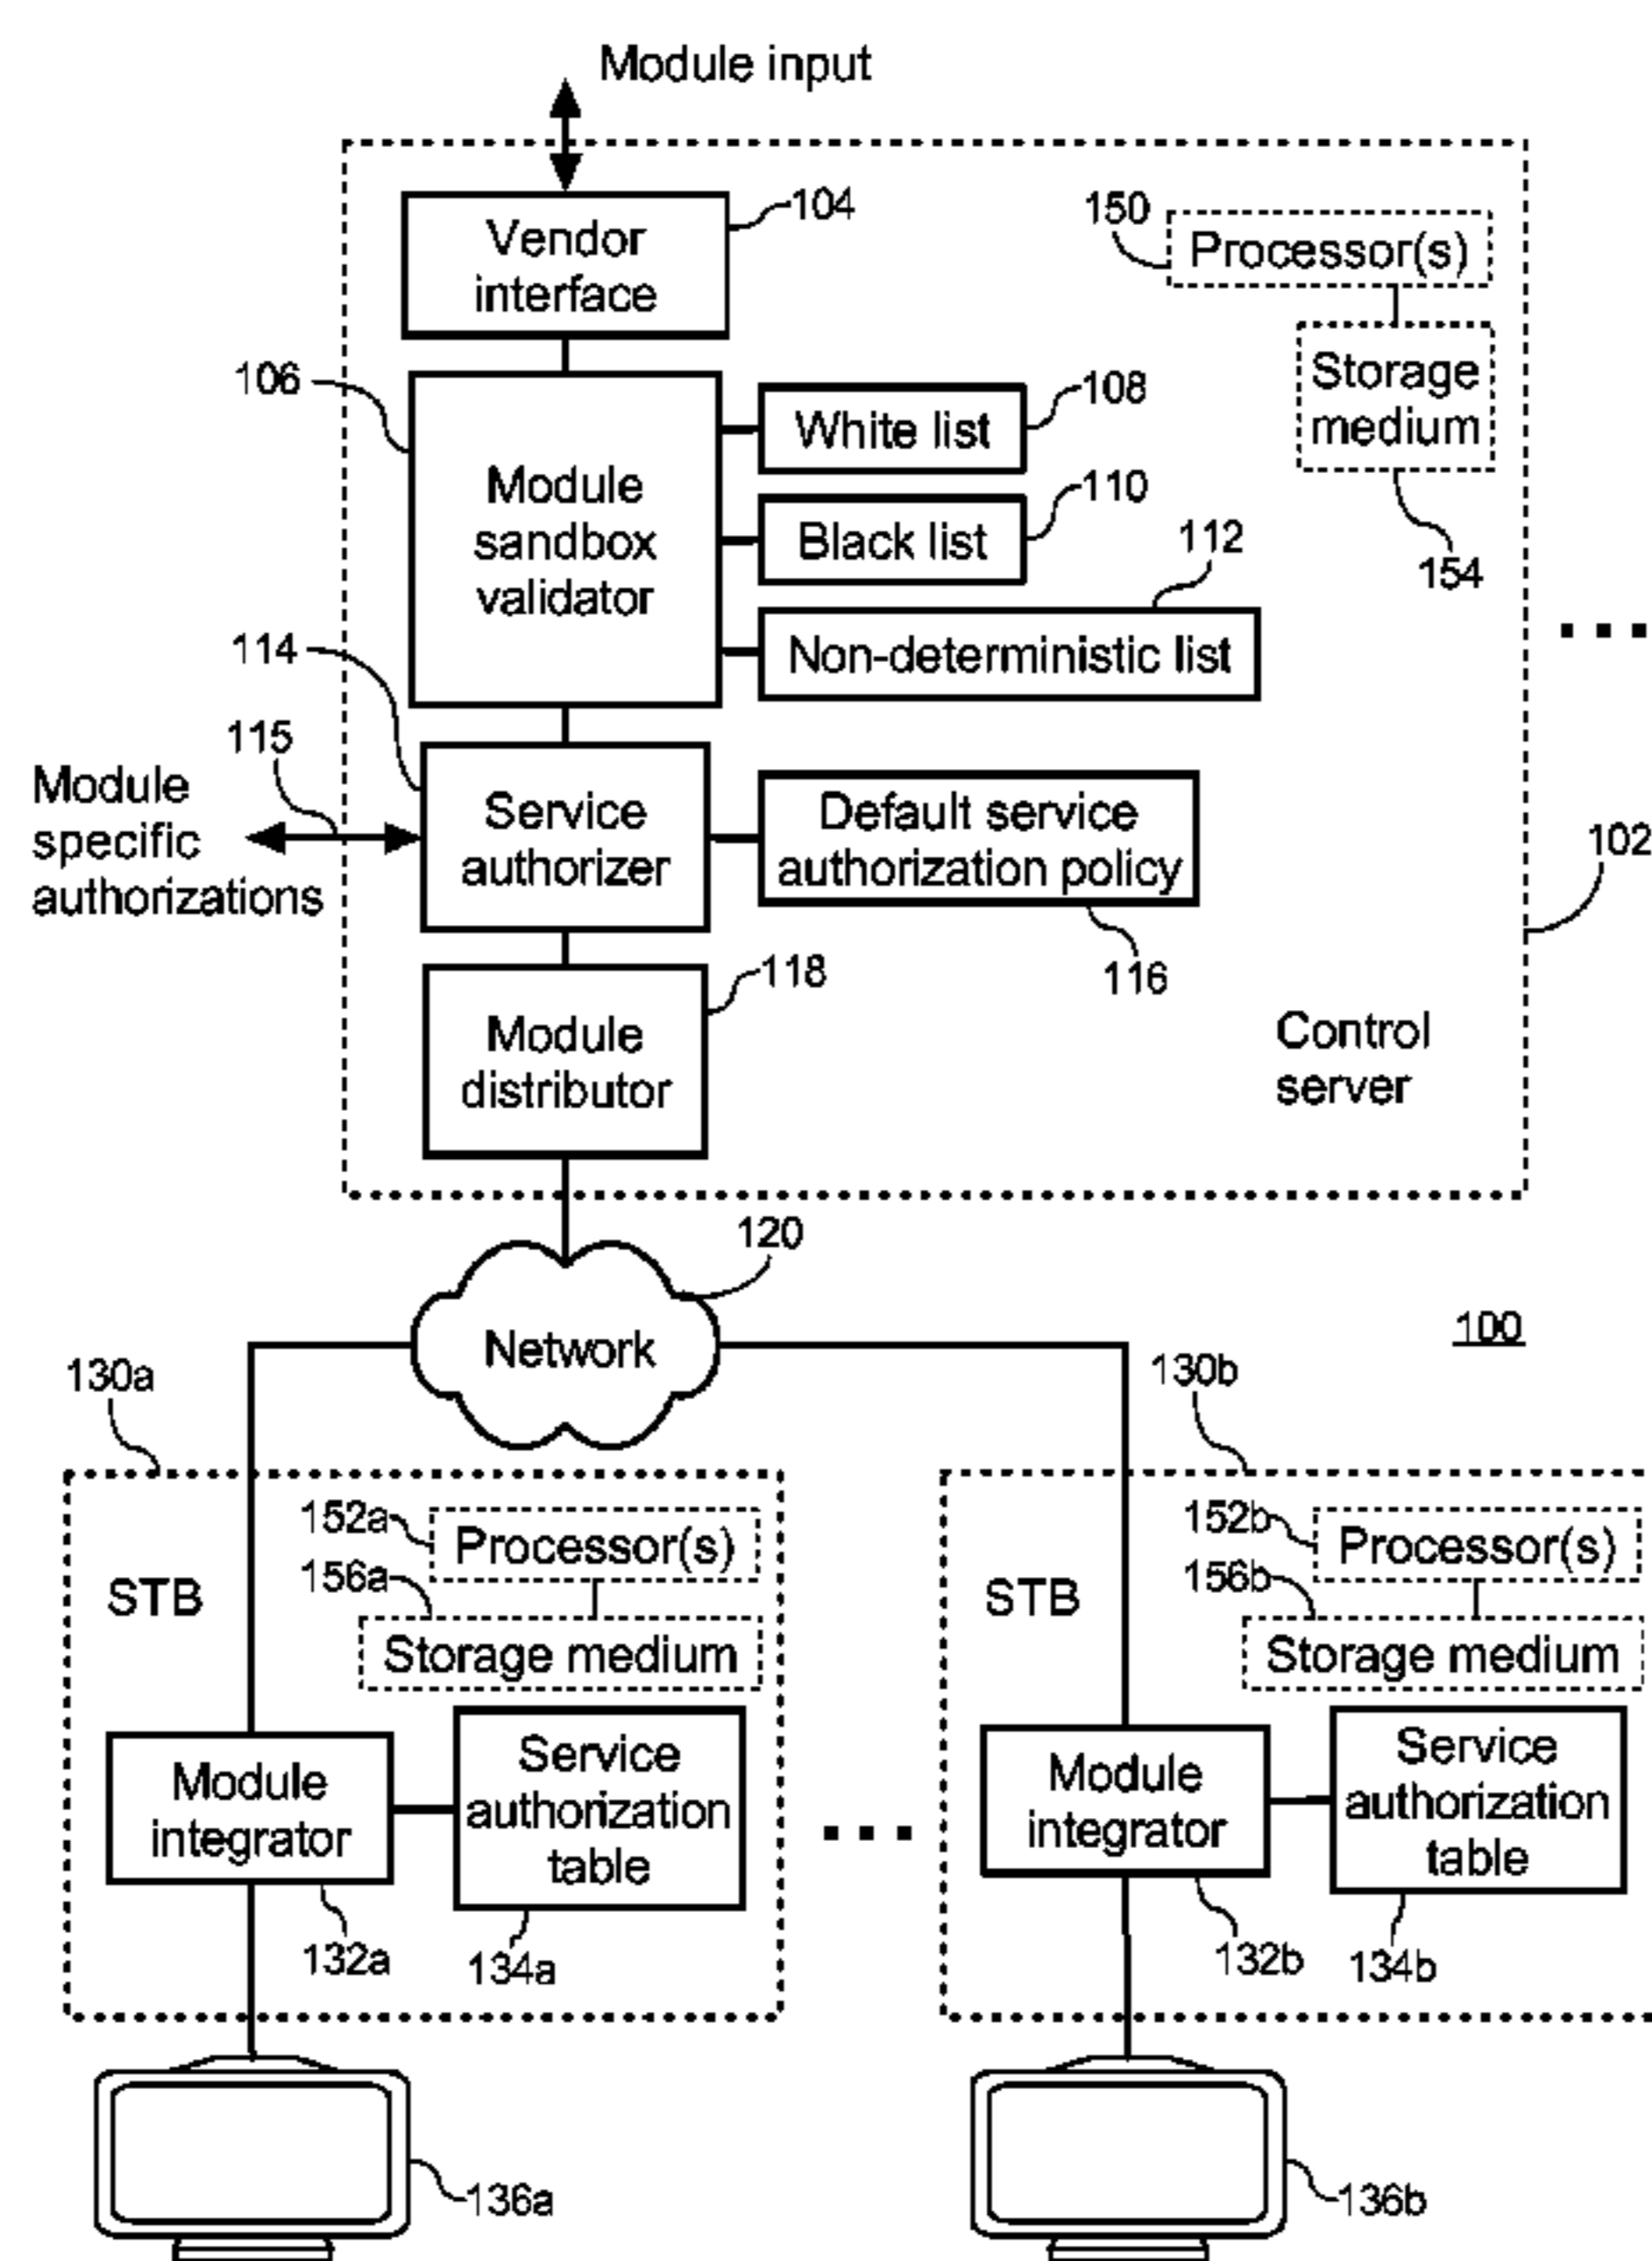 Module input
104
Vendor
interface
150
Processor(s)
Storage
medium
154
106
Module
sandbox
validator
108
White list
110
Black list
112
Non-deterministic list
114
115
Module
specific
authorizations
Service
authorizer
Default service
authorization policy
116
102
118
Module
distributor
Control
server
120
Network
100
130a
130b
152a
Processor(s)
156a
STB
Storage medium
Module
integrator
Service
authorization
table
132a
134a
152b
Processor(s)
156b
STB
Storage medium
Module
integrator
Service
authorization
table
132b
134b
136a
136b